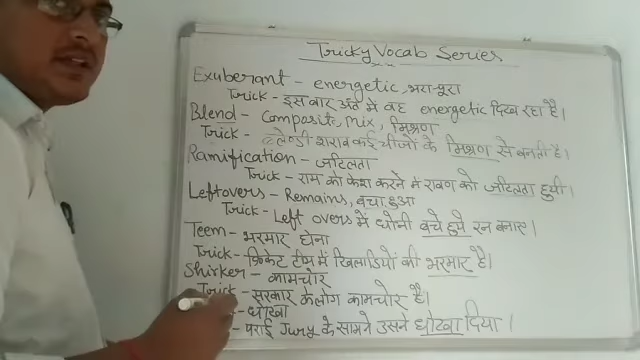 Tricky Vocab Series
Exuberant - energetic, भरा-पूरा
Trick - इस बार अंत में वह energetic दिख रहा है।
Blend - Composite, Mix, मिश्रण
Trick - ब्लेण्डी शराब कई चीजों के मिश्रण से बनती है।
Ramification - जटिलता
Trick - राम को केश करने में रावण को जटिलता हुयी।
Leftovers - Remains, बचा हुआ
Trick - Left overs में धोनी बचे हुये रन बनाए।
Teem - भरमार होना
Trick - क्रिकेट टीम में खिलाडियों की भरमार है।
Shirker - कामचोर
Trick - सरकार के लोग कामचोर है।
- धोखा
- पराई Jury के सामने उसने धोखा दिया।